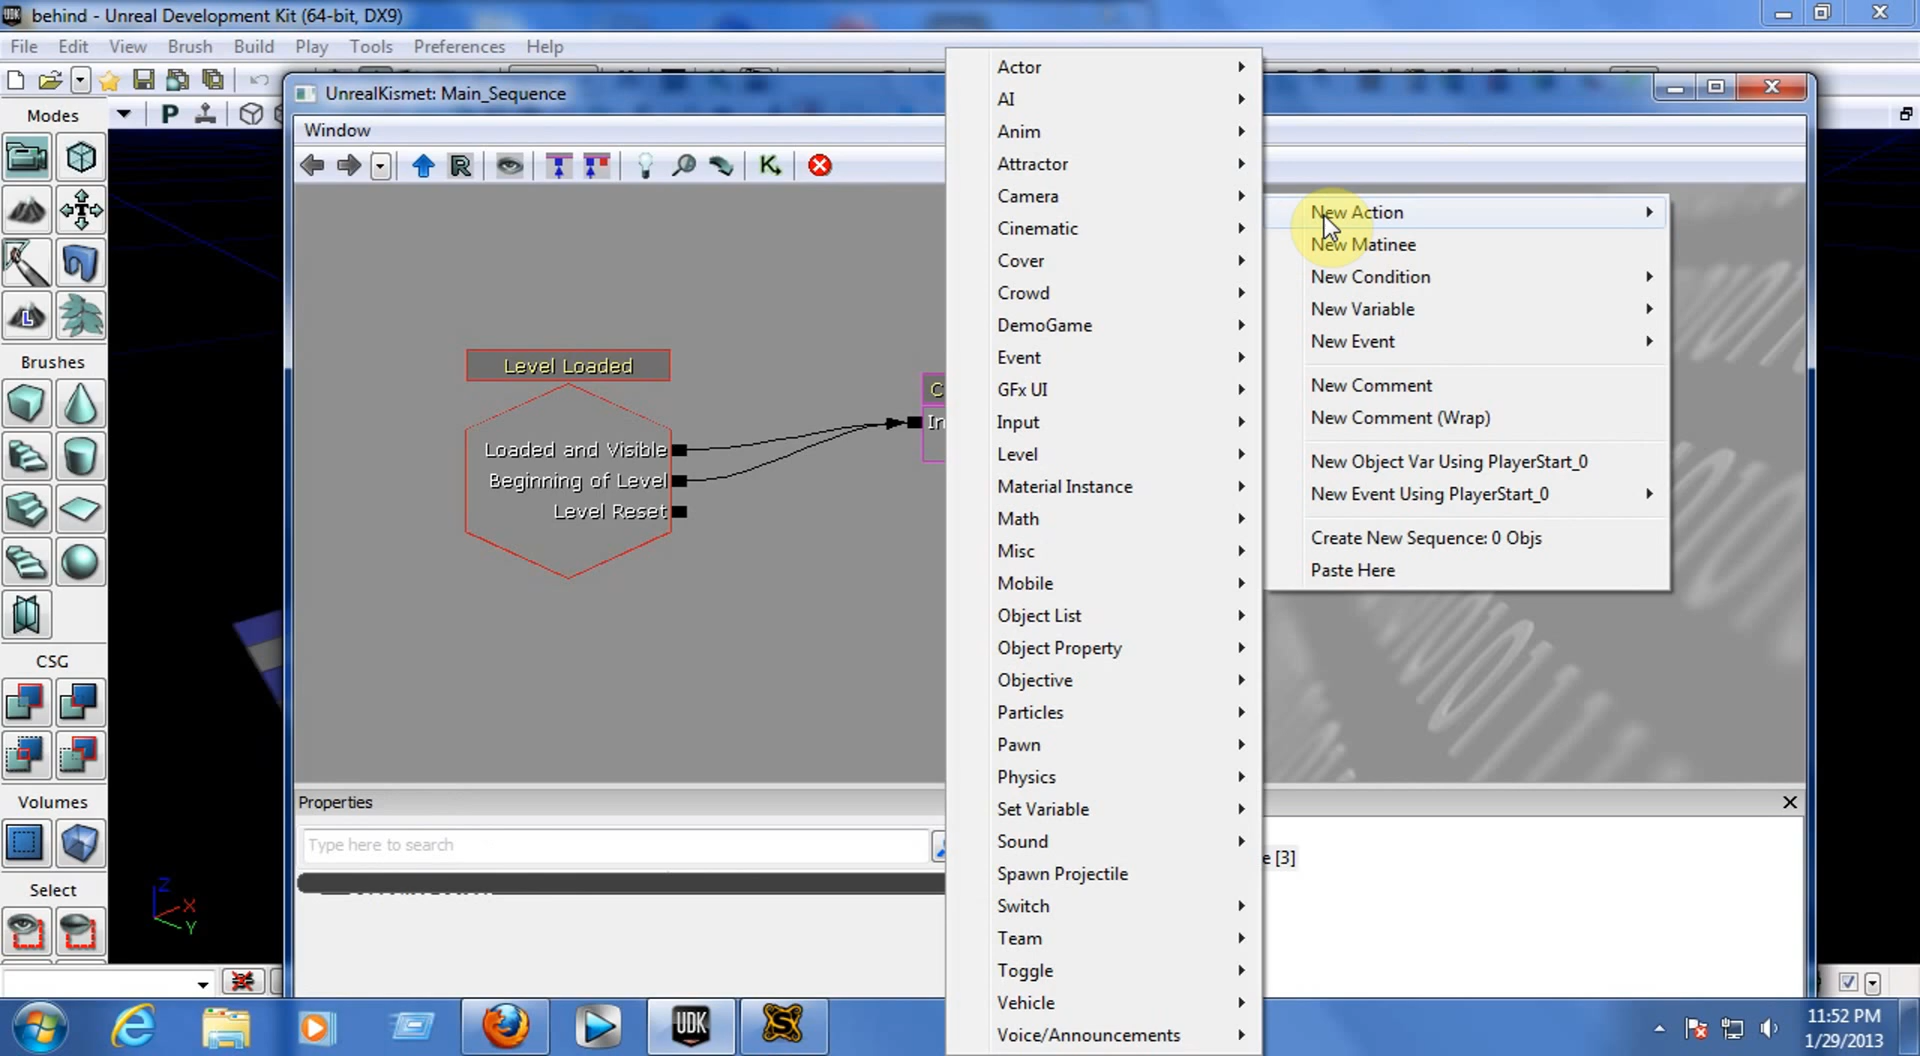 behind - Unreal Development Kit (64-bit, DX9)
File Edit View Brush Build Play Tools Preferences Help
Modes
P
UnrealKismet: Main_Sequence
Window
R
K
L
Brushes
CSG
Volumes
Select
Level Loaded
Loaded and Visible
Beginning of Level
Level Reset
C
In
Properties
Type here to search
e [3]
Z
X
Y
Actor
AI
Anim
Attractor
Camera
Cinematic
Cover
Crowd
DemoGame
Event
GFx UI
Input
Level
Material Instance
Math
Misc
Mobile
Object List
Object Property
Objective
Particles
Pawn
Physics
Set Variable
Sound
Spawn Projectile
Switch
Team
Toggle
Vehicle
Voice/Announcements
New Action
New Matinee
New Condition
New Variable
New Event
New Comment
New Comment (Wrap)
New Object Var Using PlayerStart_0
New Event Using PlayerStart_0
Create New Sequence: 0 Objs
Paste Here
UDK
11:52 PM
1/29/2013